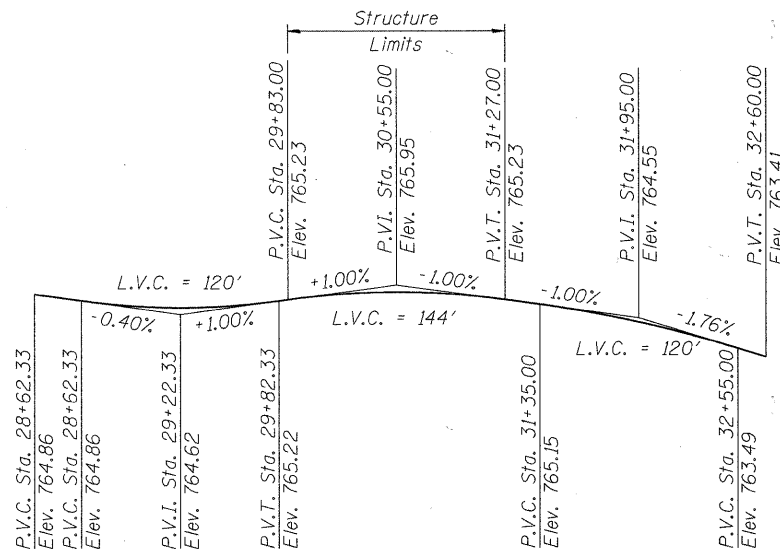 Structure
Limits
P.V.C. Sta. 29+83.00
Elev. 765.23
P.V.I. Sta. 30+55.00
Elev. 765.95
P.V.T. Sta. 31+27.00
Elev. 765.23
P.V.I. Sta. 31+95.00
Elev. 764.55
P.V.T. Sta. 32+60.00
Elev. 763.41
L.V.C. = 120'
-0.40%
+1.00%
+1.00%
-1.00%
L.V.C. = 144'
-1.00%
-1.76%
L.V.C. = 120'
P.V.C. Sta. 28+62.33
Elev. 764.86
P.V.C. Sta. 28+62.33
Elev. 764.86
P.V.I. Sta. 29+22.33
Elev. 764.62
P.V.T. Sta. 29+82.33
Elev. 765.22
P.V.C. Sta. 31+35.00
Elev. 765.15
P.V.C. Sta. 32+55.00
Elev. 763.49